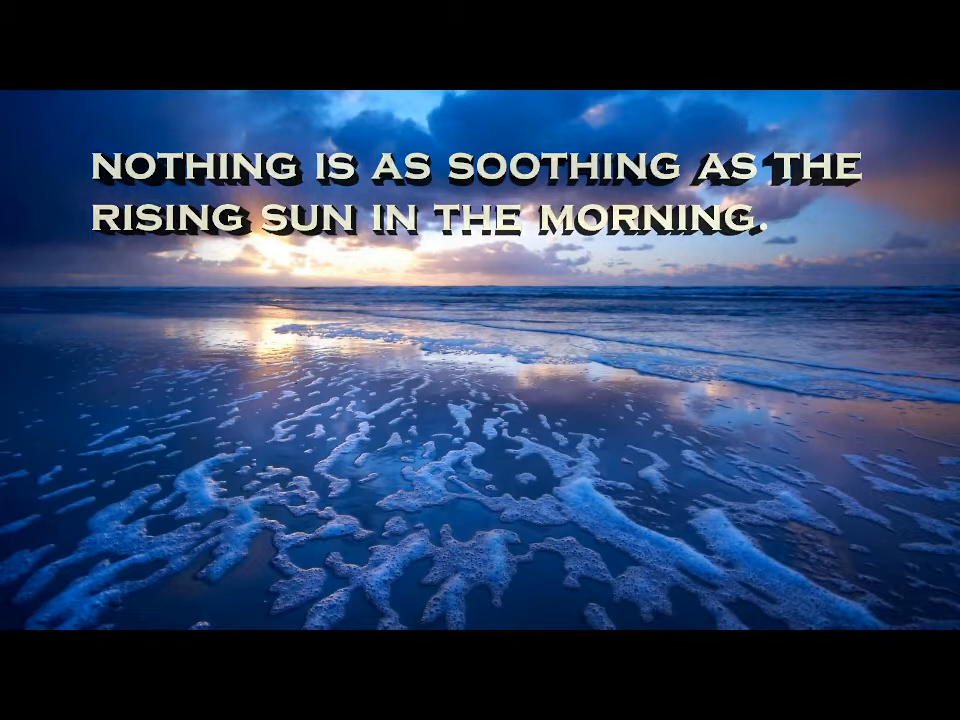 NOTHING IS AS SOOTHING AS THE
RISING SUN IN THE MORNING.